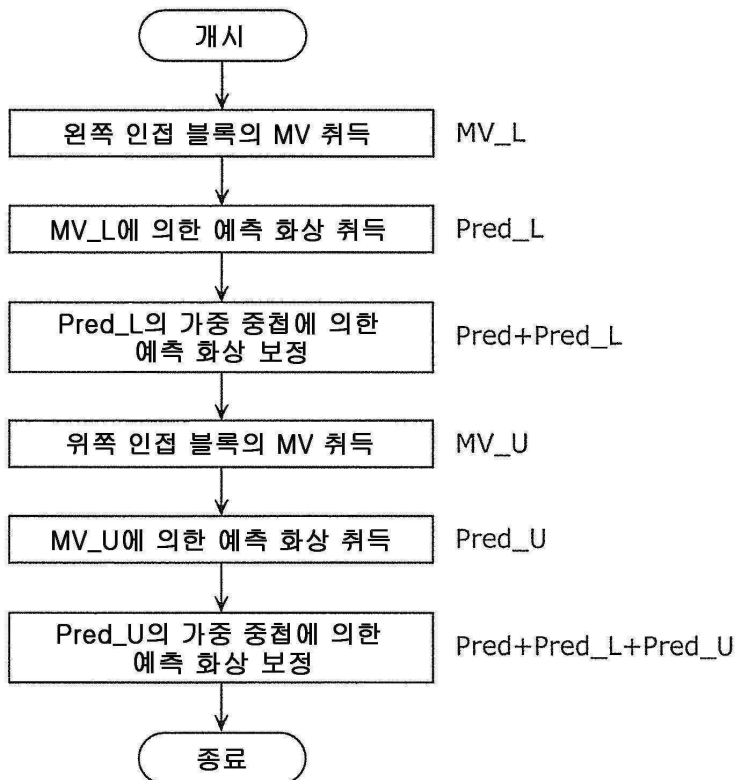 개시
왼쪽 인접 블록의 MV 취득
MV_L
MV_L에 의한 예측 화상 취득
Pred_L
Pred_L의 가중 중첩에 의한
예측 화상 보정
Pred+Pred_L
위쪽 인접 블록의 MV 취득
MV_U
MV_U에 의한 예측 화상 취득
Pred_U
Pred_U의 가중 중첩에 의한
예측 화상 보정
Pred+Pred_L+Pred_U
종료